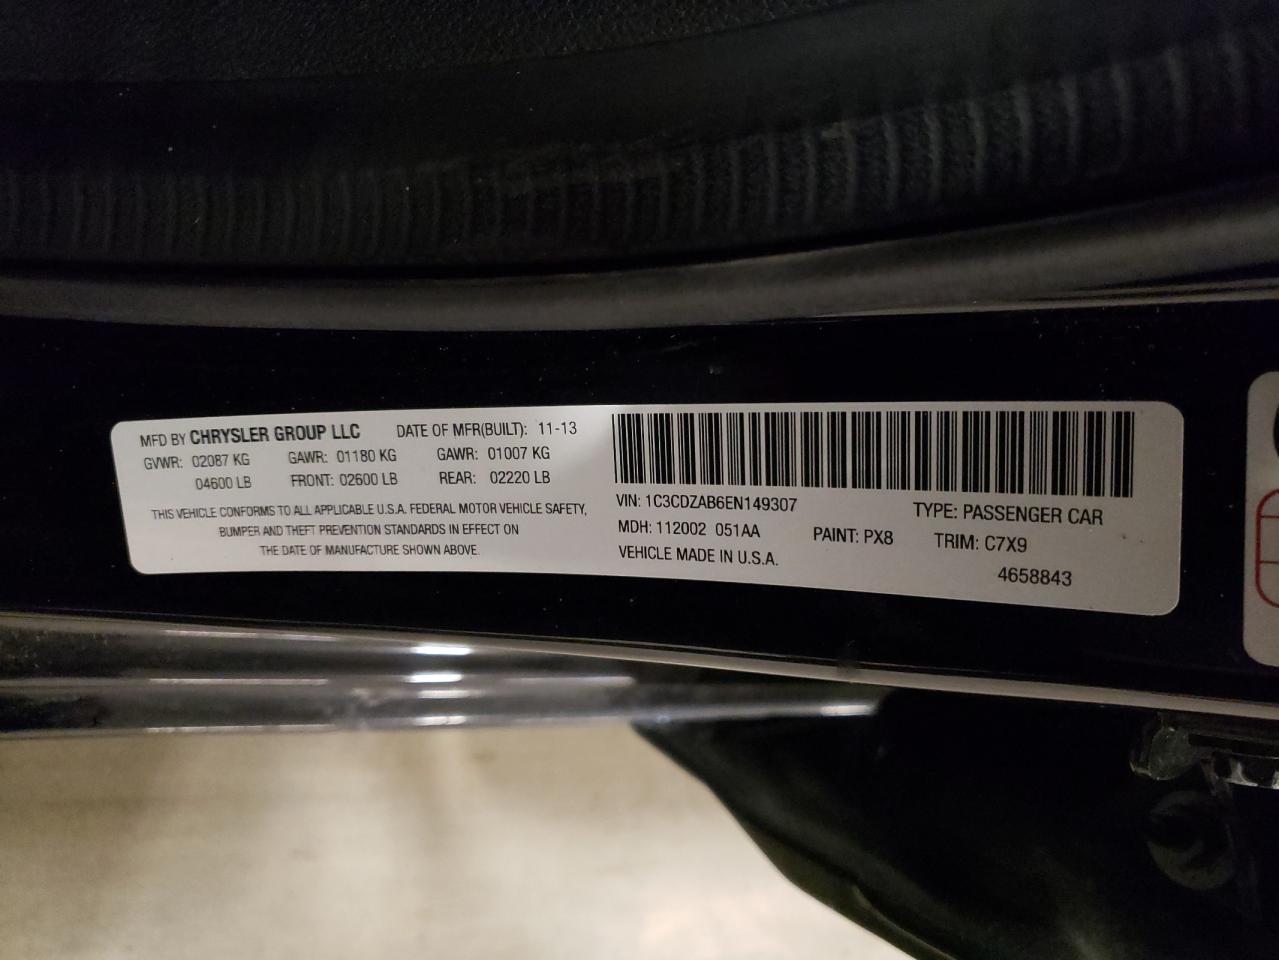 MFD BY CHRYSLER GROUP LLC DATE OF MFR(BUILT): 11-13
GVWR: 02087 KG GAWR: 01180 KG GAWR: 01007 KG
04600 LB FRONT: 02600 LB REAR: 02220 LB
THIS VEHICLE CONFORMS TO ALL APPLICABLE U.S.A. FEDERAL MOTOR VEHICLE SAFETY,
BUMPER AND THEFT PREVENTION STANDARDS IN EFFECT ON
THE DATE OF MANUFACTURE SHOWN ABOVE.
VIN: 1C3CDZAB6EN149307 TYPE: PASSENGER CAR
MDH: 112002 051AA PAINT: PX8 TRIM: C7X9
VEHICLE MADE IN U.S.A. 4658843